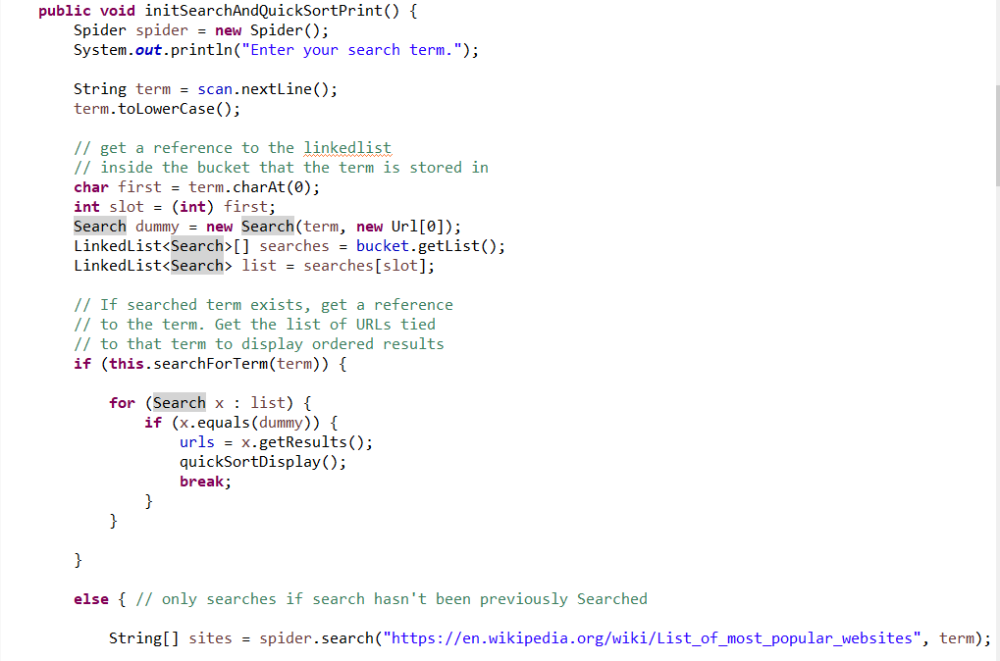 public void initSearchAndQuickSortPrint() {
Spider spider = new Spider();
System.out.println("Enter your search term.");
String term = scan.nextLine();
term.toLowerCase();
// get a reference to the linkedlist
// inside the bucket that the term is stored in
char first = term.charAt(0);
int slot = (int) first;
Search dummy = new Search(term, new Url[0]);
LinkedList<Search>[] searches = bucket.getList();
LinkedList<Search> list = searches[slot];
// If searched term exists, get a reference
// to the term. Get the list of URLs tied
// to that term to display ordered results
if (this.searchForTerm(term)) {
for (Search x : list) {
if (x.equals(dummy)) {
urls = x.getResults();
quickSortDisplay();
break;
}
}
}
else { // only searches if search hasn't been previously Searched
String[] sites = spider.search("https://en.wikipedia.org/wiki/List_of_most_popular_websites", term);